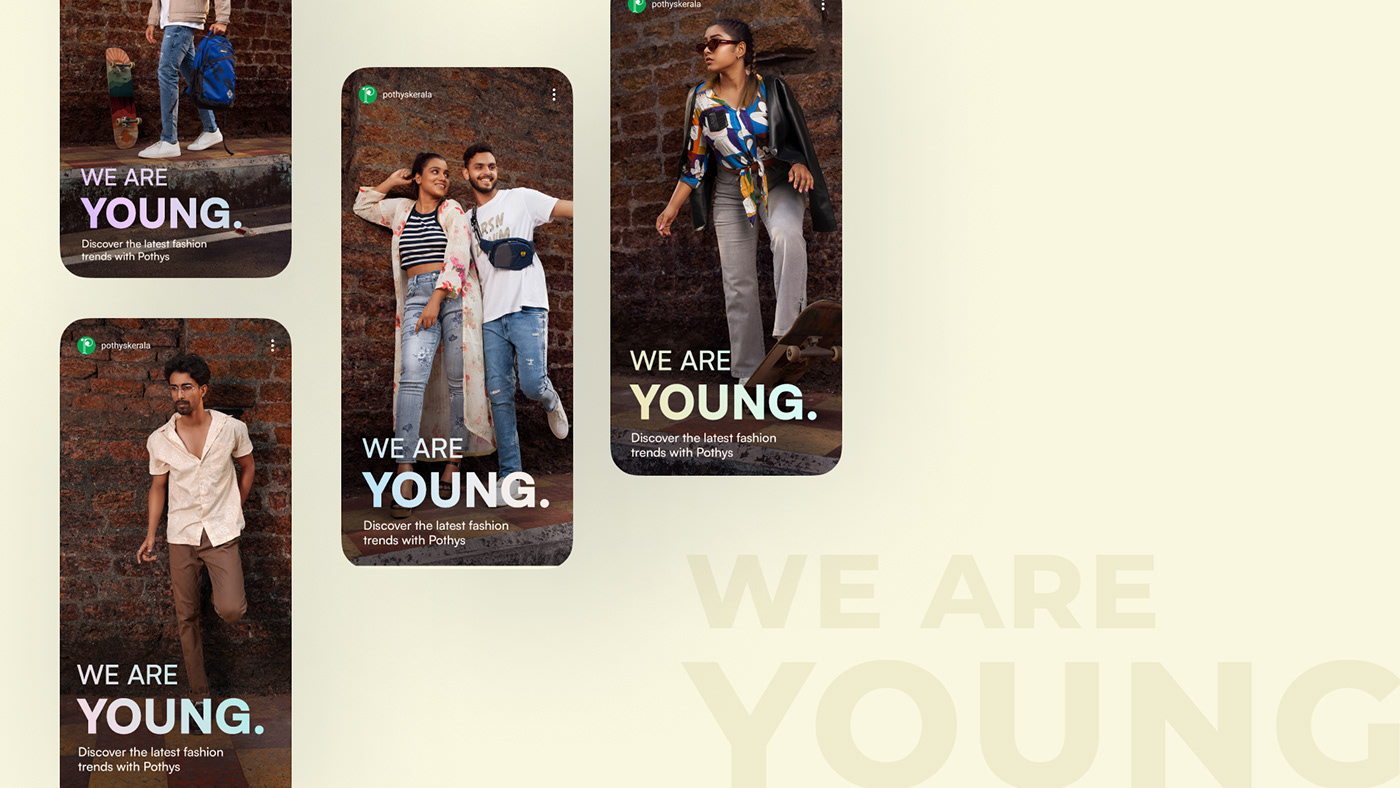 WE ARE
YOUNG.
Discover the latest fashion
trends with Pothys
pothyskerala
WE ARE
YOUNG.
Discover the latest fashion
trends with Pothys
pothyskerala
WE ARE
YOUNG.
Discover the latest fashion
trends with Pothys
pothyskerala
WE ARE
YOUNG.
Discover the latest fashion
trends with Pothys
WE ARE
YOUNG